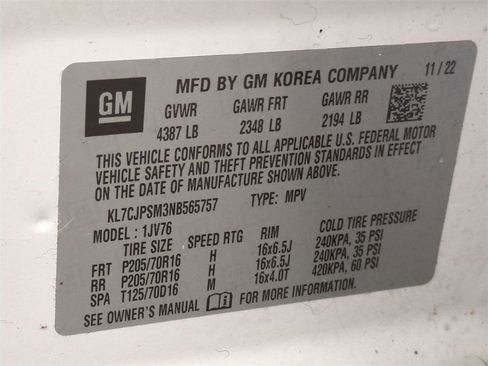 GM
MFD BY GM KOREA COMPANY 11/22
GVWR GAWR FRT GAWR RR
4387 LB 2348 LB 2194 LB
THIS VEHICLE CONFORMS TO ALL APPLICABLE U.S. FEDERAL MOTOR
VEHICLE SAFETY AND THEFT PREVENTION STANDARDS IN EFFECT
ON THE DATE OF MANUFACTURE SHOWN ABOVE.
KL7CJPSM3NB565757 TYPE: MPV
MODEL : 1JV76
TIRE SIZE SPEED RTG RIM COLD TIRE PRESSURE
FRT P205/70R16 H 16x6.5J 240KPA, 35 PSI
RR P205/70R16 H 16x6.5J 240KPA, 35 PSI
SPA T125/70D16 M 16x4.0T 420KPA, 60 PSI
SEE OWNER'S MANUAL FOR MORE INFORMATION.